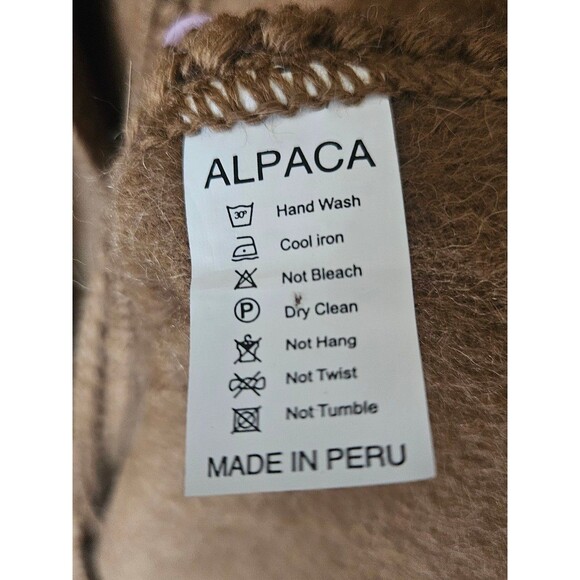 ALPACA
30° Hand Wash
Cool iron
Not Bleach
P Dry Clean
Not Hang
Not Twist
Not Tumble
MADE IN PERU